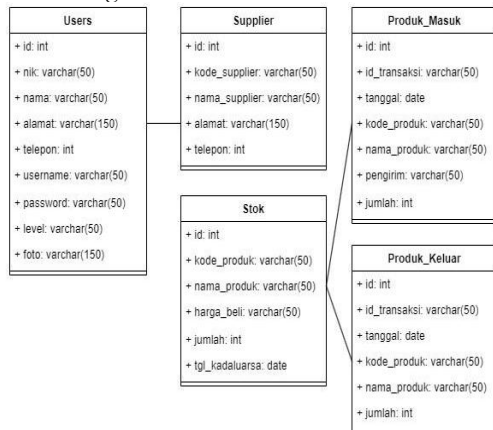 Users
+ id: int
+ nik: varchar(50)
+ nama: varchar(50)
+ alamat: varchar(150)
+ telepon: int
+ username: varchar(50)
+ password: varchar(50)
+ level: varchar(50)
+ foto: varchar(150)
Supplier
+ id: int
+ kode_supplier: varchar(50)
+ nama_supplier: varchar(50)
+ alamat: varchar(150)
+ telepon: int
Stok
+ id: int
+ kode_produk: varchar(50)
+ nama_produk: varchar(50)
+ harga_beli: varchar(50)
+ jumlah: int
+ tgl_kadaluarsa: date
Produk_Masuk
+ id: int
+ id_transaksi: varchar(50)
+ tanggal: date
+ kode_produk: varchar(50)
+ nama_produk: varchar(50)
+ pengirim: varchar(50)
+ jumlah: int
Produk_Keluar
+ id: int
+ id_transaksi: varchar(50)
+ tanggal: date
+ kode_produk: varchar(50)
+ nama_produk: varchar(50)
+ jumlah: int